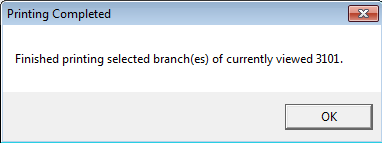 Printing Completed
Finished printing selected branch(es) of currently viewed 3101.
OK